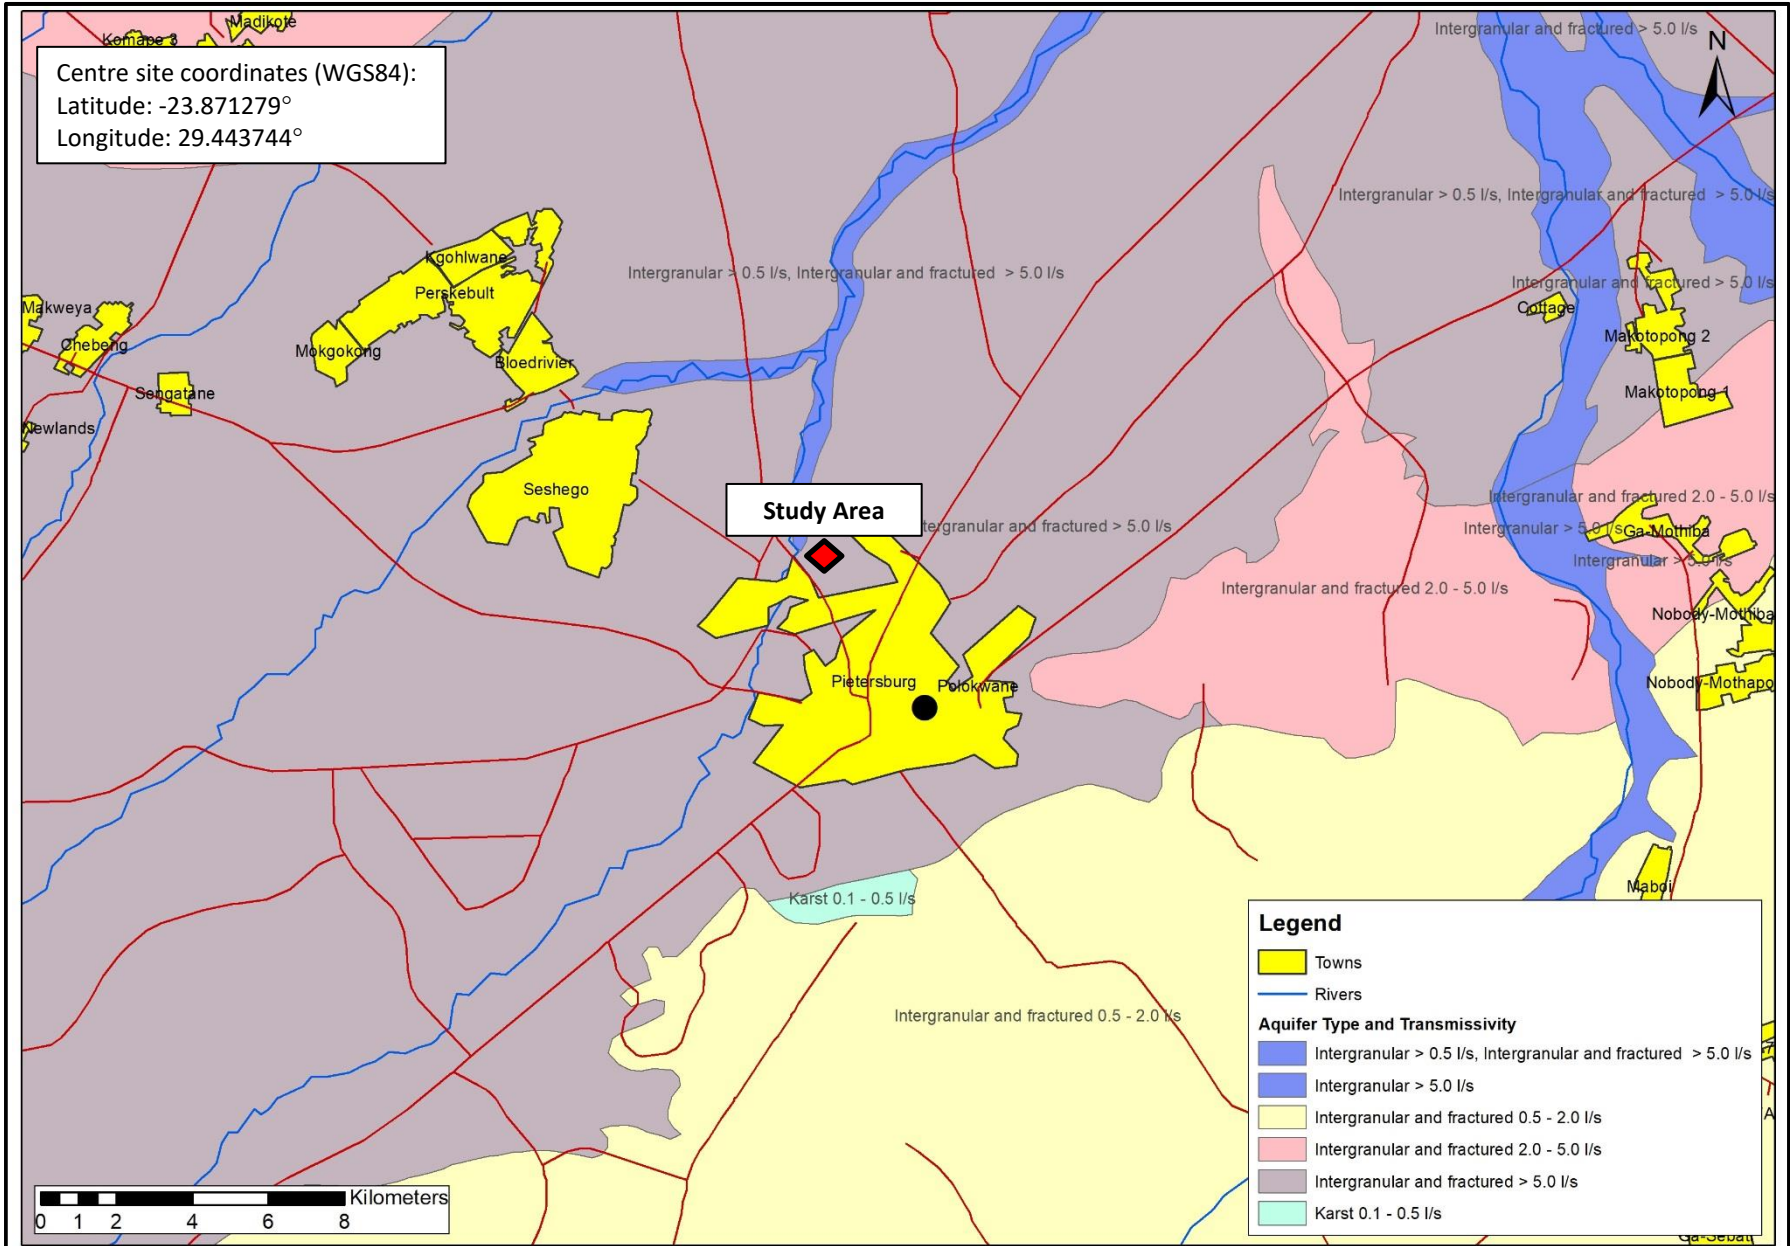 Madikote
Komape 3
Centre site coordinates (WGS84):
Latitude: -23.871279°
Longitude: 29.443744°
Intergranular and fractured > 5.0 l/s
N
Intergranular > 0.5 l/s, Intergranular and fractured > 5.0 l/s
Kgohlwane
Intergranular > 0.5 l/s, Intergranular and fractured > 5.0 l/s
Intergranular and fractured > 5.0 l/s
Perskebult
Makweya
Cottage
Chebeng
Mokgokong
Makotopong 2
Bloedrivier
Sengatane
Makotopong 1
Newlands
Seshego
Study Area
Intergranular and fractured 2.0 - 5.0 l/s
tergranular and fractured > 5.0 l/s
Intergranular > 5.0 l/s
Ga-Mothiba
Intergranular > 5.0 l/s
Intergranular and fractured 2.0 - 5.0 l/s
Nobody-Mothiba
Pietersburg
Polokwane
Nobody-Mothapo
Maboi
Karst 0.1 - 0.5 l/s
Intergranular and fractured 0.5 - 2.0 l/s
Legend
Towns
Rivers
Aquifer Type and Transmissivity
Intergranular > 0.5 l/s, Intergranular and fractured > 5.0 l/s
Intergranular > 5.0 l/s
Intergranular and fractured 0.5 - 2.0 l/s
A
Intergranular and fractured 2.0 - 5.0 l/s
Intergranular and fractured > 5.0 l/s
Karst 0.1 - 0.5 l/s
Kilometers
0 1 2 4 6 8